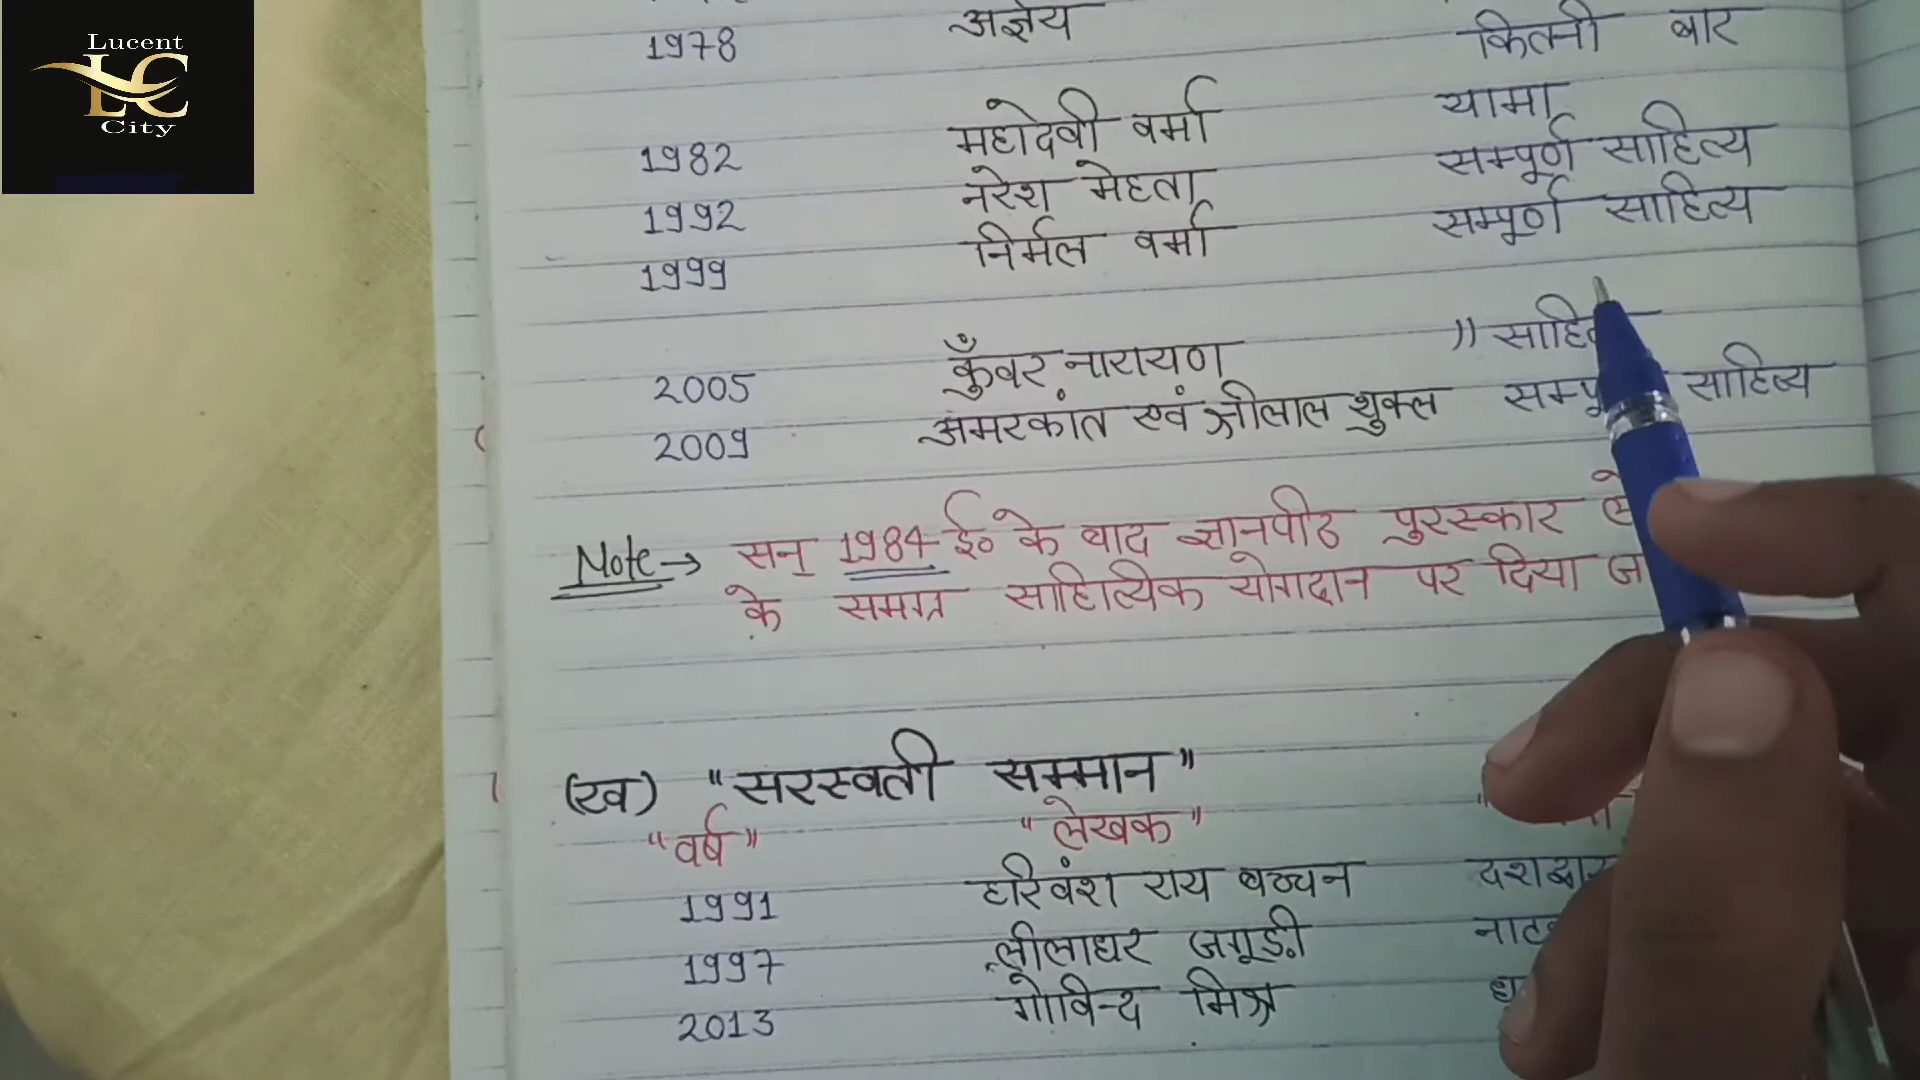 Lucent
LC
City
1978 अज्ञेय कितनी बार
1982 महादेवी वर्मा यामा
1992 नरेश मेहता सम्पूर्ण साहित्य
1999 निर्मल वर्मा सम्पूर्ण साहित्य
2005 कुँवर नारायण )) साहि
2009 अमरकांत एवं श्रीलाल शुक्ल साहित्य
Note→ सन् 1984 ई० के बाद ज्ञानपीठ पुरस्कार
के समग्र साहित्यिक योगदान पर दिया
(ख) "सरस्वती सम्मान"
"वर्ष" "लेखक"
1991 हरिवंश राय बच्चन
1997 लीलाधर जगूड़ी
2013 गोविन्द मिश्र